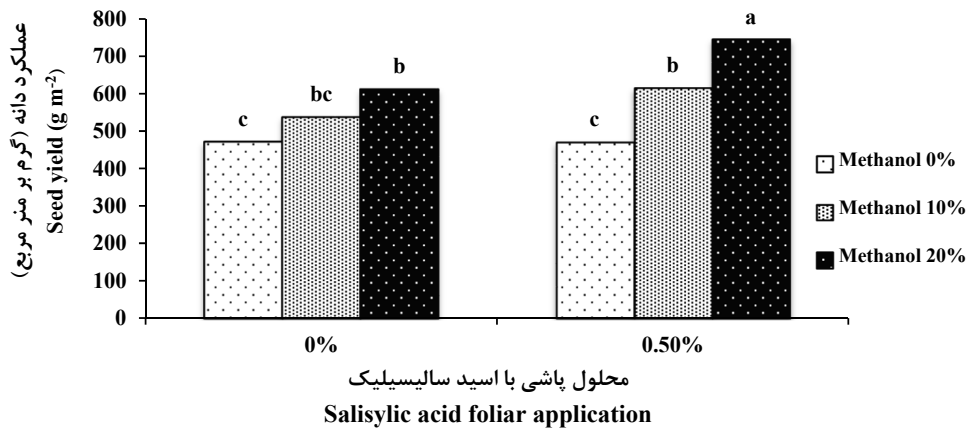 عملکرد دانه (گرم بر منر مربع)
Seed yield (g m-2)
800
700
600
500
400
300
200
100
0
c
bc
b
c
b
a
Methanol 0%
Methanol 10%
Methanol 20%
0%
0.50%
محلول پاشی با اسید سالیسیلیک
Salisylic acid foliar application